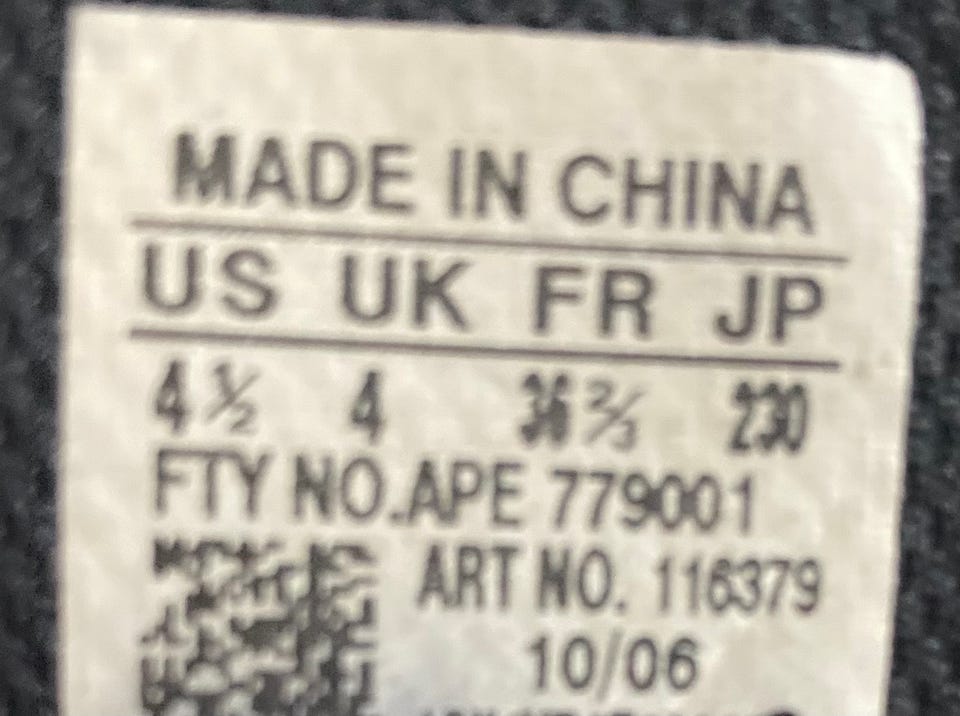 MADE IN CHINA
US UK FR JP
4½ 4 36⅔ 230
FTY NO.APE 779001
ART NO. 116379
10/06